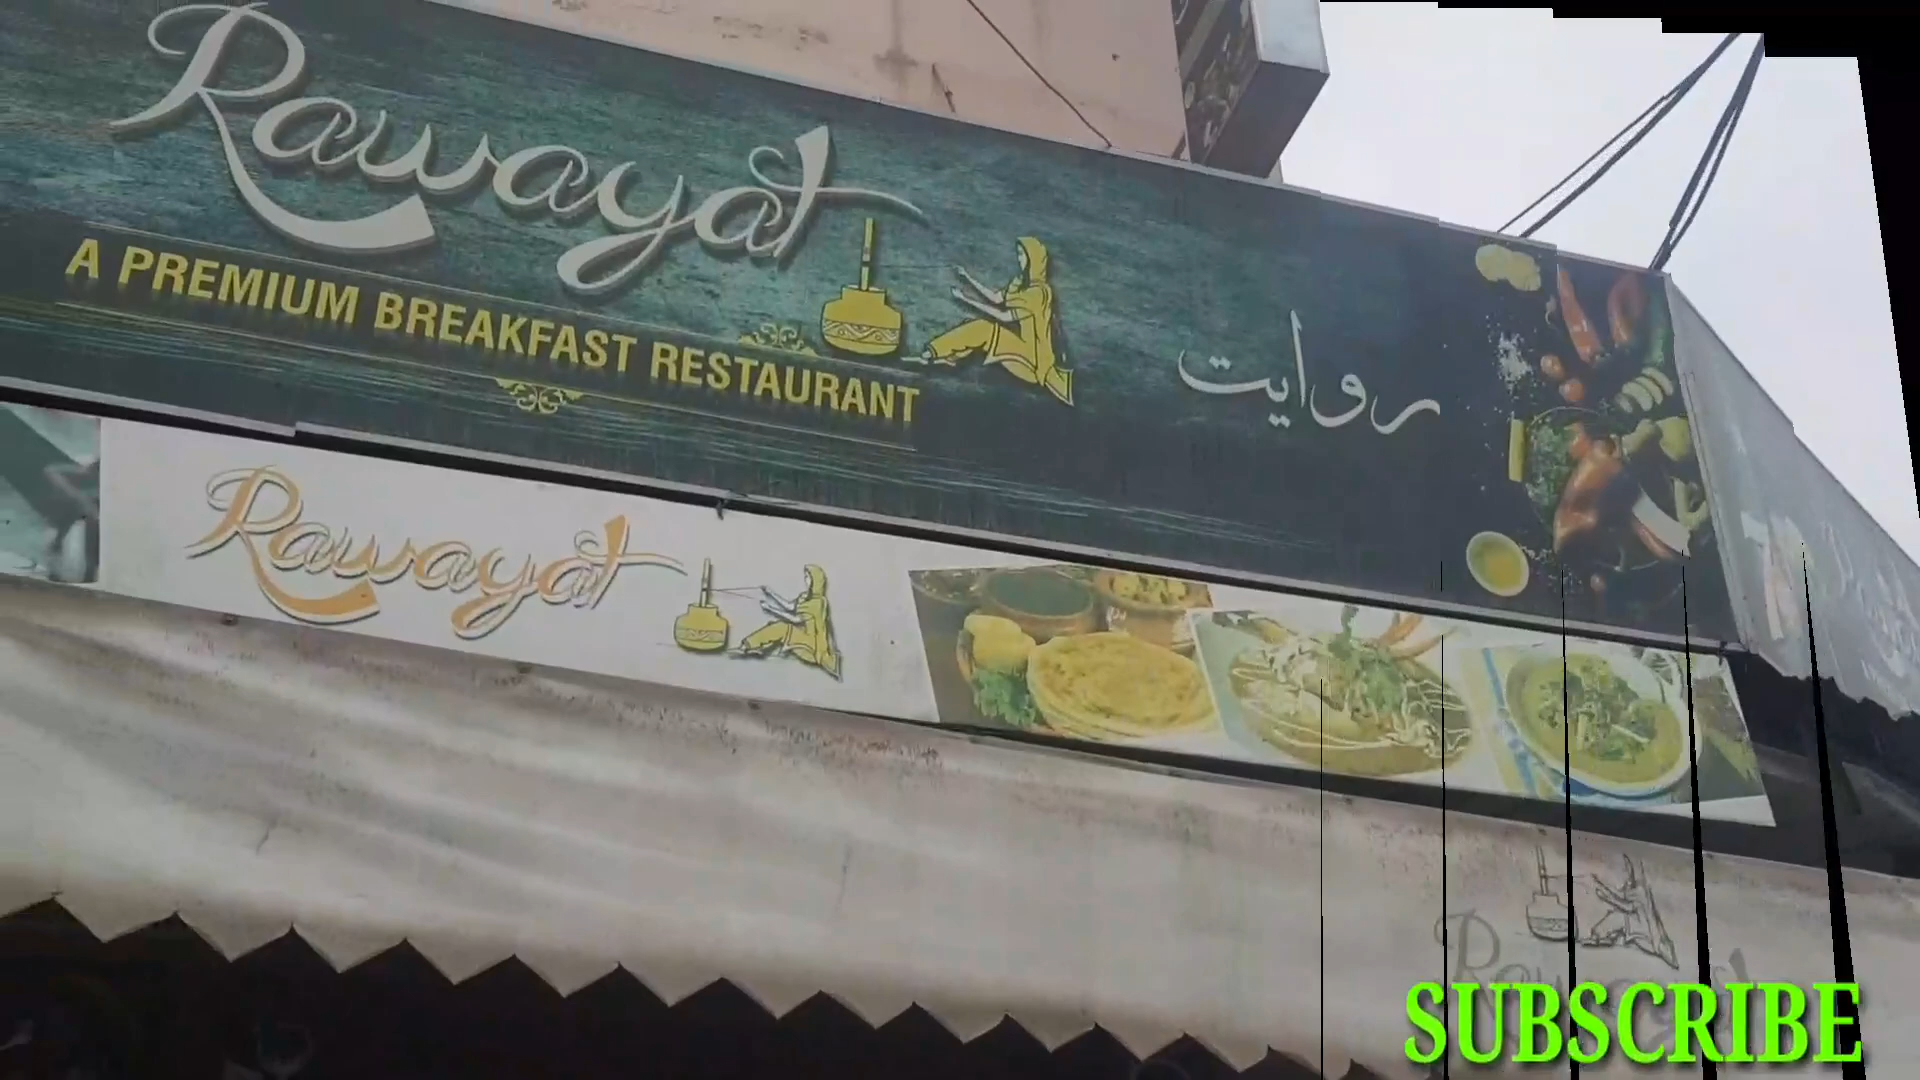 Rawayat
A PREMIUM BREAKFAST RESTAURANT
روایت
Rawayat
SUBSCRIBE